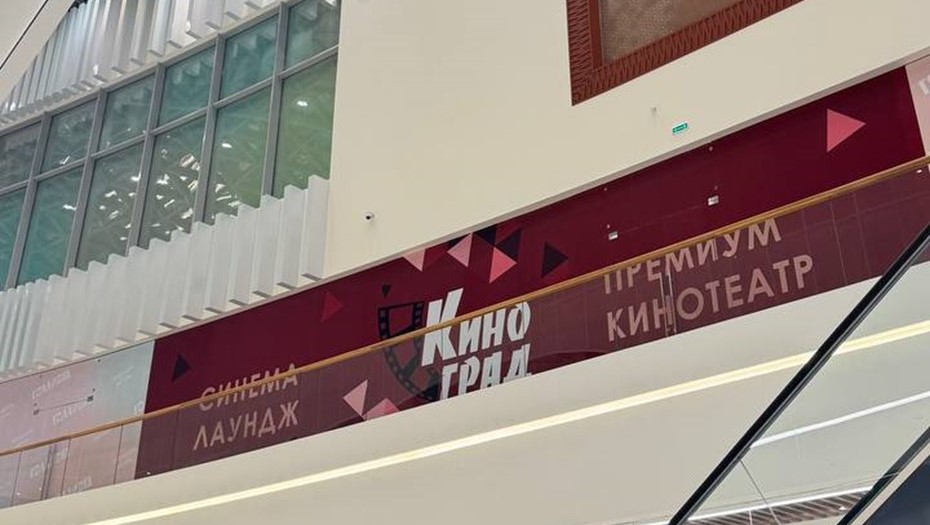 СИНЕМА
ЛАУНДЖ
КИНО
ГРАД
ПРЕМИУМ
КИНОТЕАТР